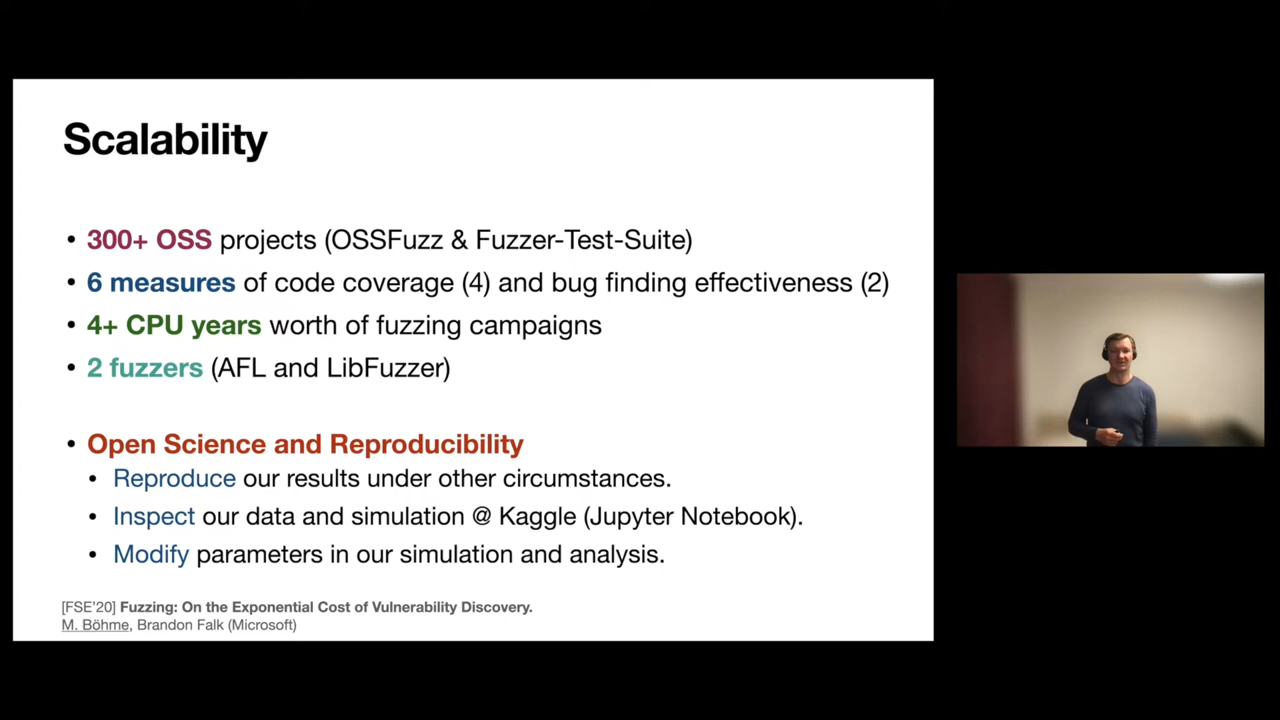 Scalability
• 300+ OSS projects (OSSFuzz & Fuzzer-Test-Suite)
• 6 measures of code coverage (4) and bug finding effectiveness (2)
• 4+ CPU years worth of fuzzing campaigns
• 2 fuzzers (AFL and LibFuzzer)
• Open Science and Reproducibility
• Reproduce our results under other circumstances.
• Inspect our data and simulation @ Kaggle (Jupyter Notebook).
• Modify parameters in our simulation and analysis.
[FSE'20] Fuzzing: On the Exponential Cost of Vulnerability Discovery.
M. Böhme, Brandon Falk (Microsoft)